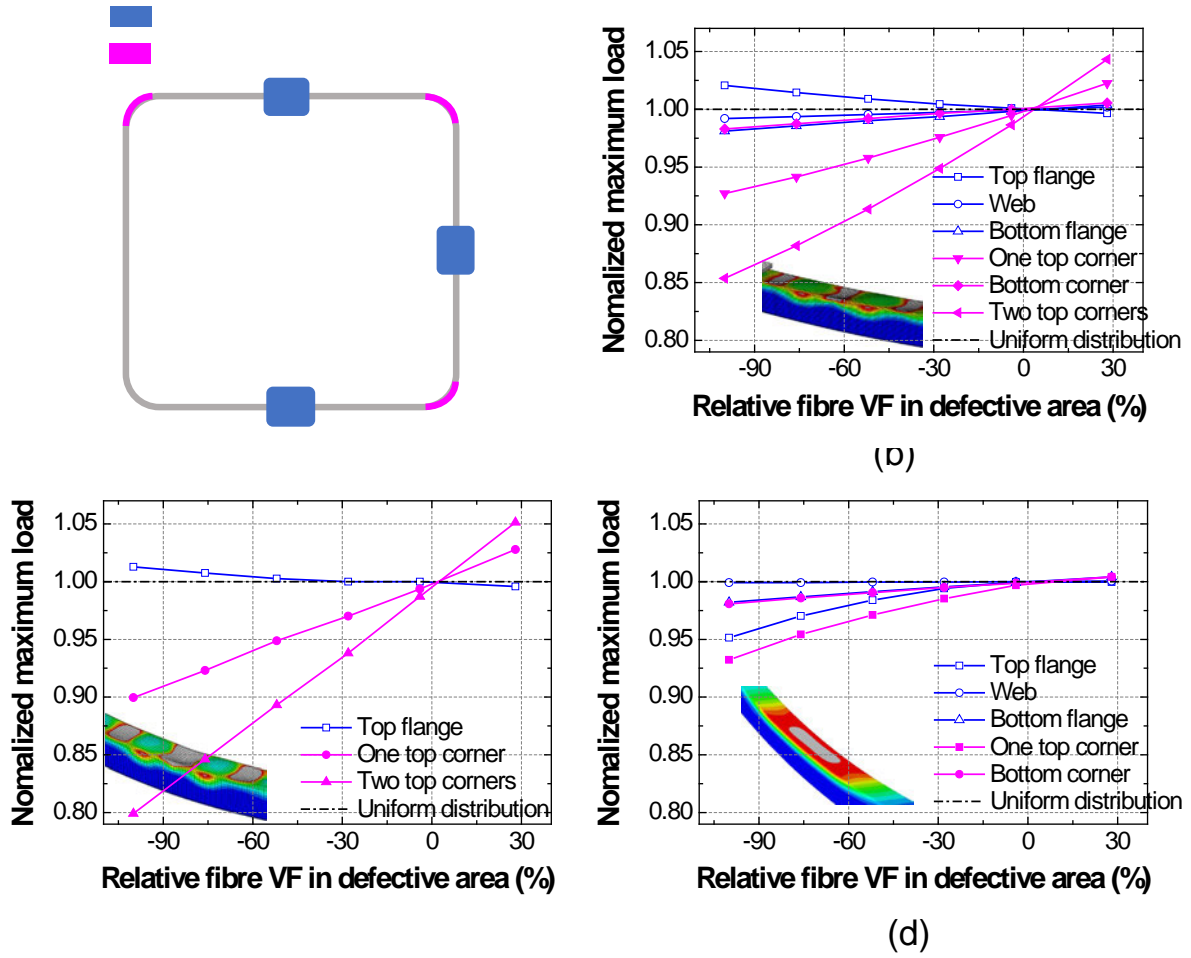 Nomalized maximum load
1.05
1.00
0.95
0.90
0.85
0.80
Top flange
Web
Bottom flange
One top corner
Bottom corner
Two top corners
Uniform distribution
-90
-60
-30
0
30
Relative fibre VF in defective area (%)
(b)
Nomalized maximum load
1.05
1.00
0.95
0.90
0.85
0.80
Top flange
One top corner
Two top corners
Uniform distribution
-90
-60
-30
0
30
Relative fibre VF in defective area (%)
Nomalized maximum load
1.05
1.00
0.95
0.90
0.85
0.80
Top flange
Web
Bottom flange
One top corner
Bottom corner
Uniform distribution
-90
-60
-30
0
30
Relative fibre VF in defective area (%)
(d)